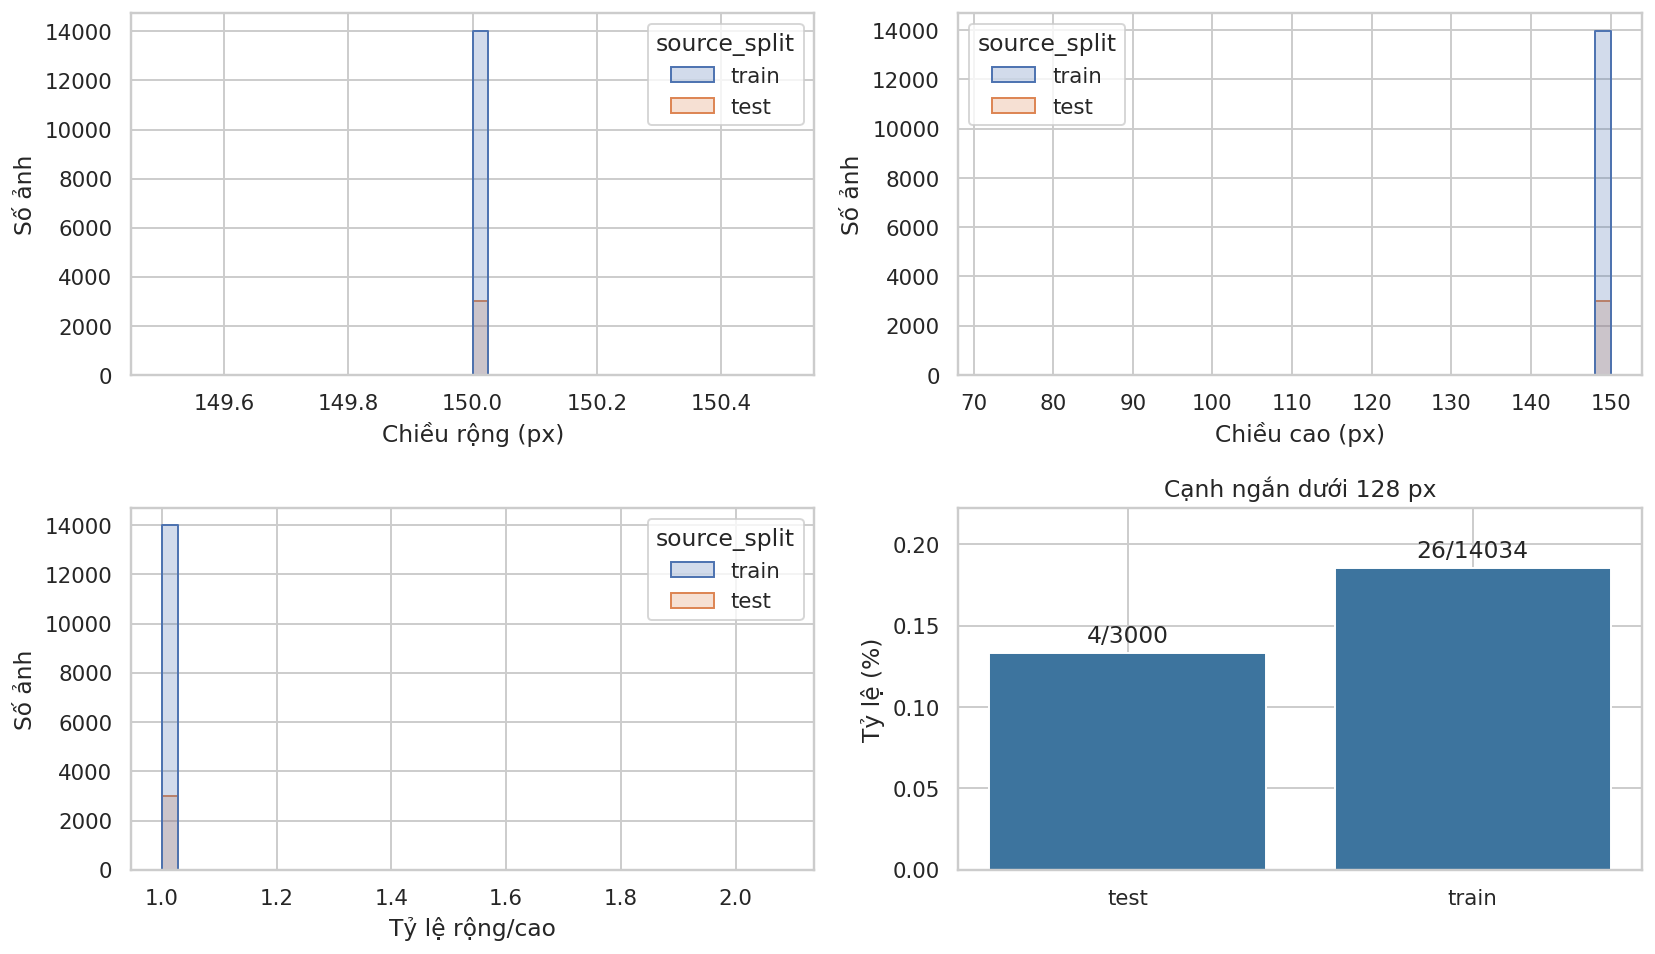 14000
12000
10000
8000
6000
4000
2000
0
Số ảnh
source_split
train
test
149.6 149.8 150.0 150.2 150.4
Chiều rộng (px)
14000
12000
10000
8000
6000
4000
2000
0
Số ảnh
source_split
train
test
70 80 90 100 110 120 130 140 150
Chiều cao (px)
14000
12000
10000
8000
6000
4000
2000
0
Số ảnh
source_split
train
test
1.0 1.2 1.4 1.6 1.8 2.0
Tỷ lệ rộng/cao
Cạnh ngắn dưới 128 px
0.20
0.15
0.10
0.05
0.00
Tỷ lệ (%)
4/3000
26/14034
test train